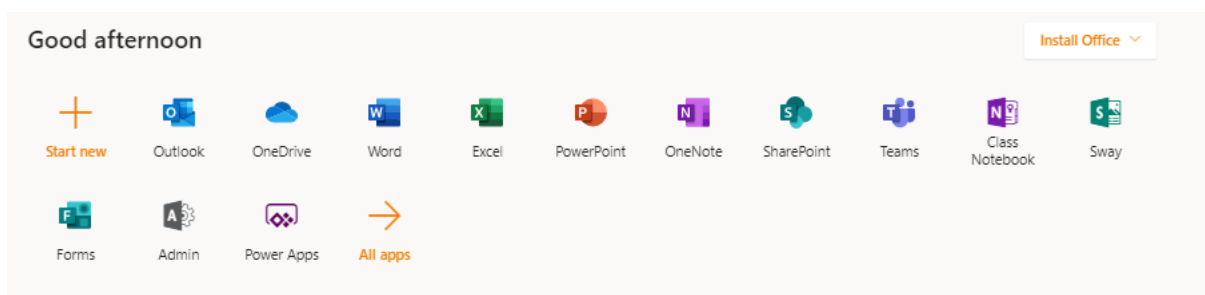 Good afternoon
Install Office
Start new
Outlook
OneDrive
Word
Excel
PowerPoint
OneNote
SharePoint
Teams
Class
Notebook
Sway
Forms
Admin
Power Apps
All apps